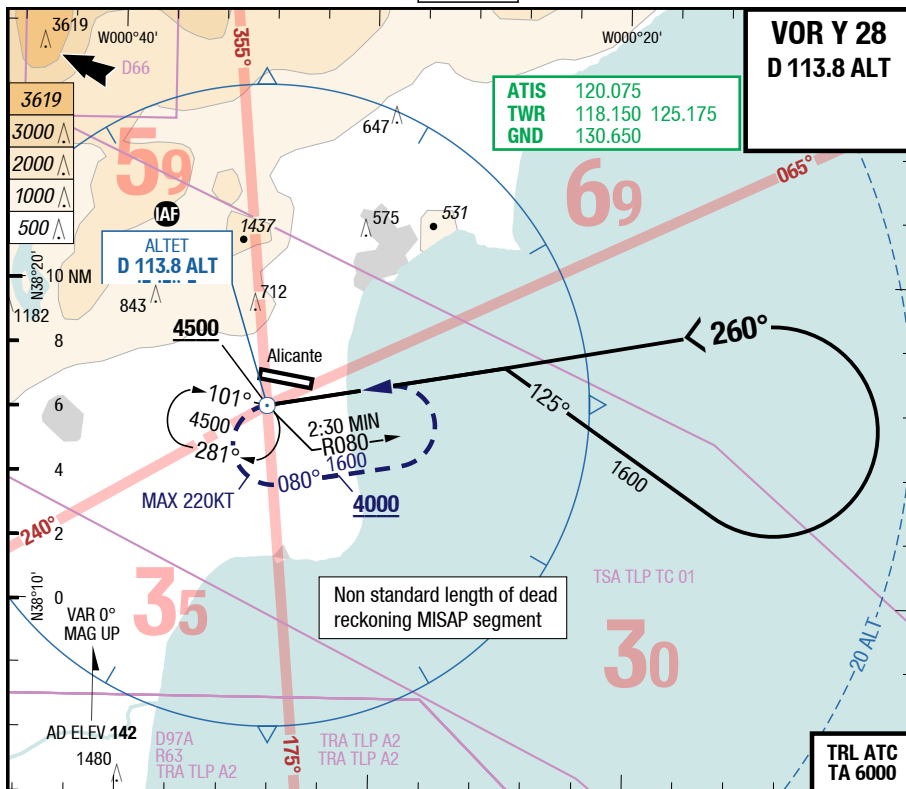 3619
W000°40'
355°
W000°20'
VOR Y 28
D 113.8 ALT
D66
3619
3000
2000
1000
500
ATIS 120.075
TWR 118.150 125.175
GND 130.650
647
59
69
065°
IAF
1437
575
531
ALTET
D 113.8 ALT
N38°20'
10 NM
843
712
1182
8
4500
Alicante
260°
6
101°
4500
281°
125°
2:30 MIN
R080
1600
080°
1600
4
MAX 220KT
4000
240°
2
TSA TLP TC 01
N38°10'
0
35
Non standard length of dead
reckoning MISAP segment
30
VAR 0°
MAG UP
20 ALT
AD ELEV 142
1480
D97A
R63
TRA TLP A2
175°
TRA TLP A2
TRA TLP A2
TRL ATC
TA 6000